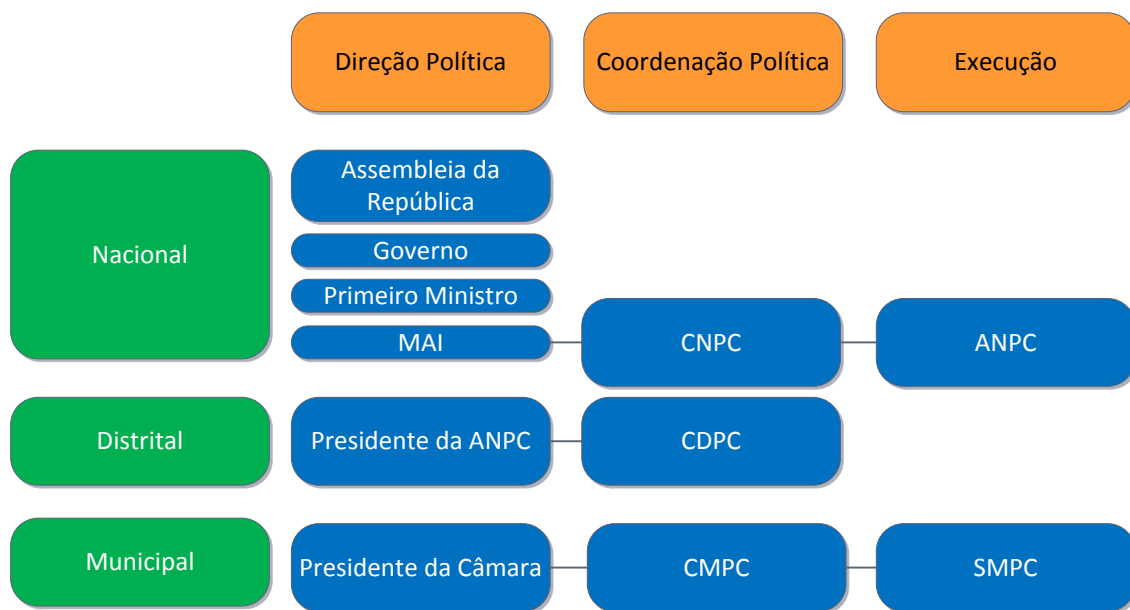 Direção Política
Coordenação Política
Execução
Nacional
Assembleia da
República
Governo
Primeiro Ministro
MAI
CNPC
ANPC
Distrital
Presidente da ANPC
CDPC
Municipal
Presidente da Câmara
CMPC
SMPC